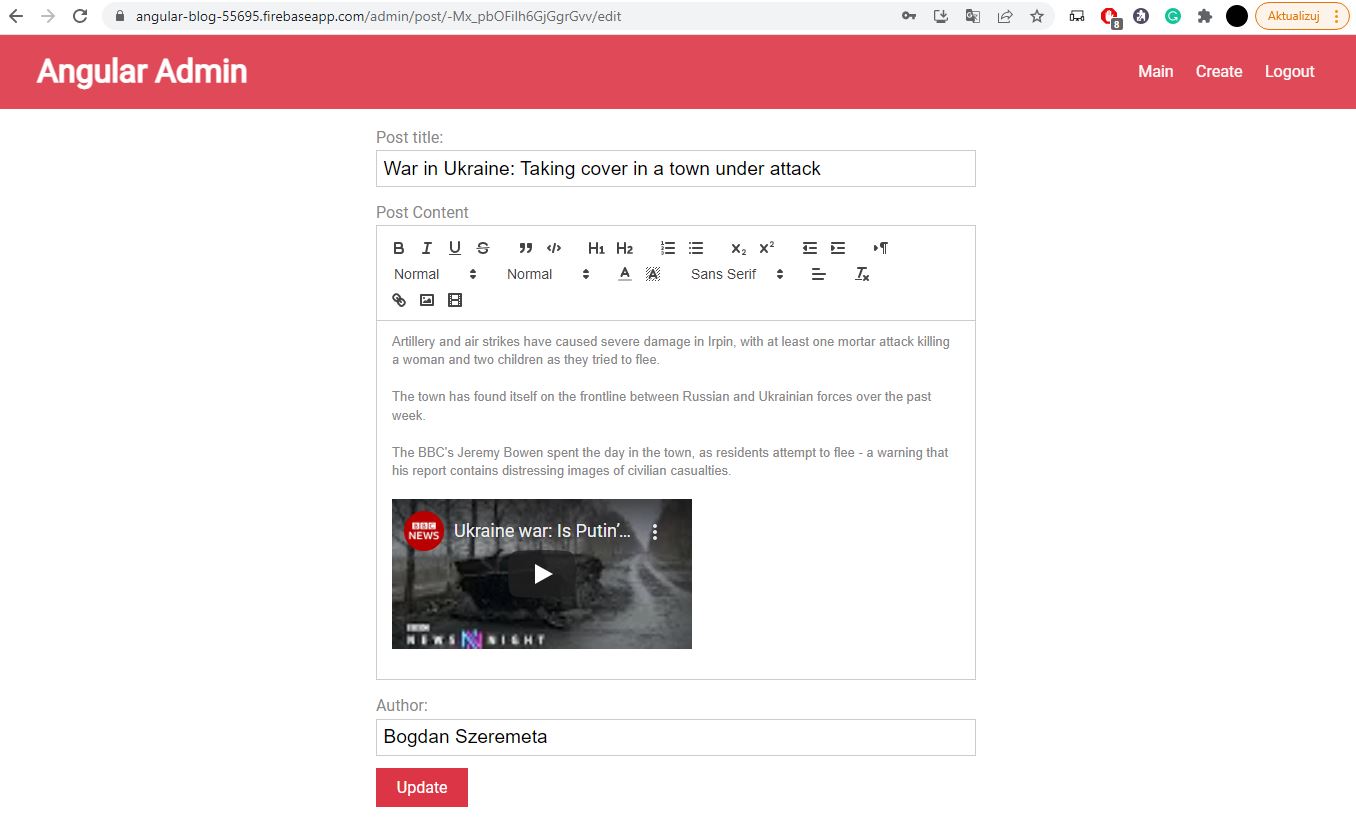 angular-blog-55695.firebaseapp.com/admin/post/-Mx_pbOFilh6GjGgrGvv/edit
8
Aktualizuj
Angular Admin
Main Create Logout
Post title:
War in Ukraine: Taking cover in a town under attack
Post Content
B I U S H1 H2 X2 X2
Normal Normal A A Sans Serif Tx
Artillery and air strikes have caused severe damage in Irpin, with at least one mortar attack killing
a woman and two children as they tried to flee.
The town has found itself on the frontline between Russian and Ukrainian forces over the past
week.
The BBC's Jeremy Bowen spent the day in the town, as residents attempt to flee - a warning that
his report contains distressing images of civilian casualties.
BBC
NEWS
Ukraine war: Is Putin’...
BBC
NEWSNIGHT
Author:
Bogdan Szeremeta
Update